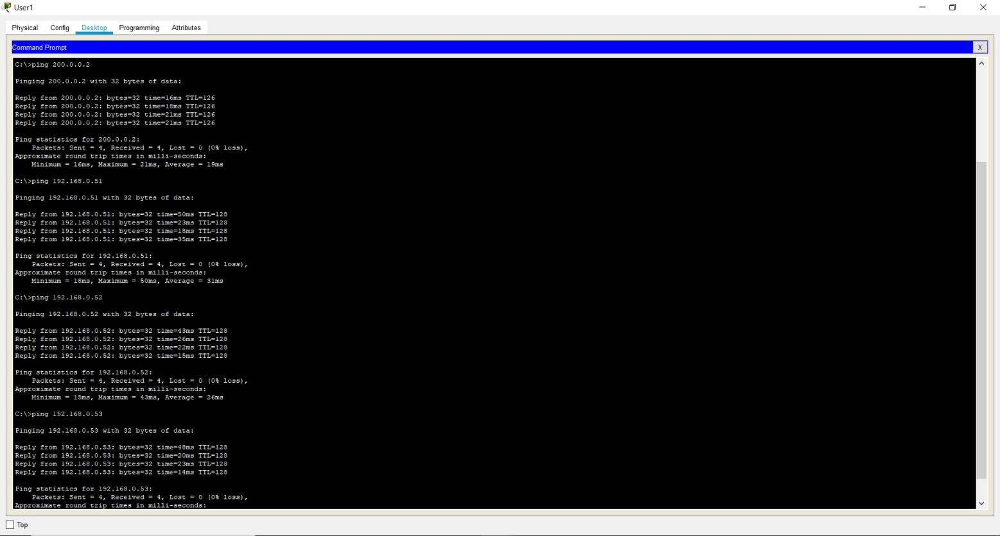 User1
Physical Config Desktop Programming Attributes
Command Prompt
X
C:\>ping 200.0.0.2
Pinging 200.0.0.2 with 32 bytes of data:
Reply from 200.0.0.2: bytes=32 time=16ms TTL=126
Reply from 200.0.0.2: bytes=32 time=18ms TTL=126
Reply from 200.0.0.2: bytes=32 time=21ms TTL=126
Reply from 200.0.0.2: bytes=32 time=21ms TTL=126
Ping statistics for 200.0.0.2:
Packets: Sent = 4, Received = 4, Lost = 0 (0% loss),
Approximate round trip times in milli-seconds:
Minimum = 16ms, Maximum = 21ms, Average = 19ms
C:\>ping 192.168.0.51
Pinging 192.168.0.51 with 32 bytes of data:
Reply from 192.168.0.51: bytes=32 time=50ms TTL=128
Reply from 192.168.0.51: bytes=32 time=23ms TTL=128
Reply from 192.168.0.51: bytes=32 time=18ms TTL=128
Reply from 192.168.0.51: bytes=32 time=35ms TTL=128
Ping statistics for 192.168.0.51:
Packets: Sent = 4, Received = 4, Lost = 0 (0% loss),
Approximate round trip times in milli-seconds:
Minimum = 18ms, Maximum = 50ms, Average = 31ms
C:\>ping 192.168.0.52
Pinging 192.168.0.52 with 32 bytes of data:
Reply from 192.168.0.52: bytes=32 time=43ms TTL=128
Reply from 192.168.0.52: bytes=32 time=26ms TTL=128
Reply from 192.168.0.52: bytes=32 time=22ms TTL=128
Reply from 192.168.0.52: bytes=32 time=15ms TTL=128
Ping statistics for 192.168.0.52:
Packets: Sent = 4, Received = 4, Lost = 0 (0% loss),
Approximate round trip times in milli-seconds:
Minimum = 15ms, Maximum = 43ms, Average = 26ms
C:\>ping 192.168.0.53
Pinging 192.168.0.53 with 32 bytes of data:
Reply from 192.168.0.53: bytes=32 time=48ms TTL=128
Reply from 192.168.0.53: bytes=32 time=20ms TTL=128
Reply from 192.168.0.53: bytes=32 time=23ms TTL=128
Reply from 192.168.0.53: bytes=32 time=14ms TTL=128
Ping statistics for 192.168.0.53:
Packets: Sent = 4, Received = 4, Lost = 0 (0% loss),
Approximate round trip times in milli-seconds:
Top